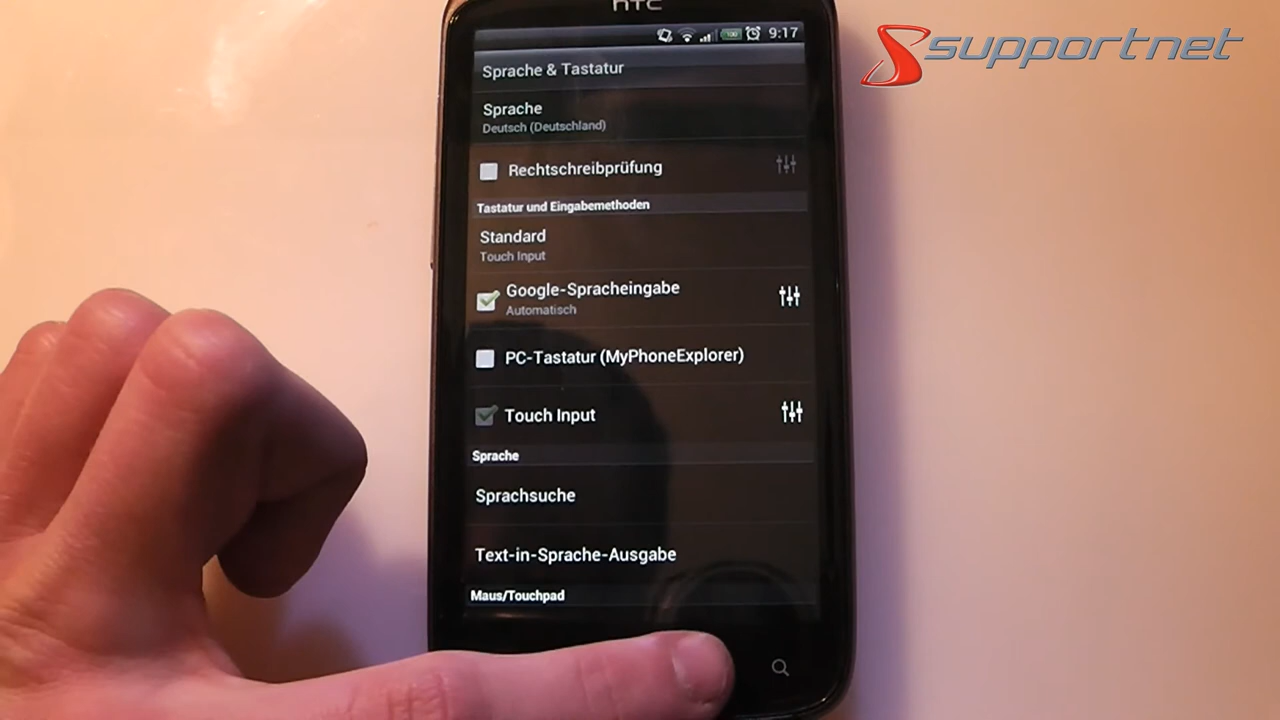 hTC
supportnet
100
9:17
Sprache & Tastatur
Sprache
Deutsch (Deutschland)
Rechtschreibprüfung
Tastatur und Eingabemethoden
Standard
Touch Input
Google-Spracheingabe
Automatisch
PC-Tastatur (MyPhoneExplorer)
Touch Input
Sprache
Sprachsuche
Text-in-Sprache-Ausgabe
Maus/Touchpad